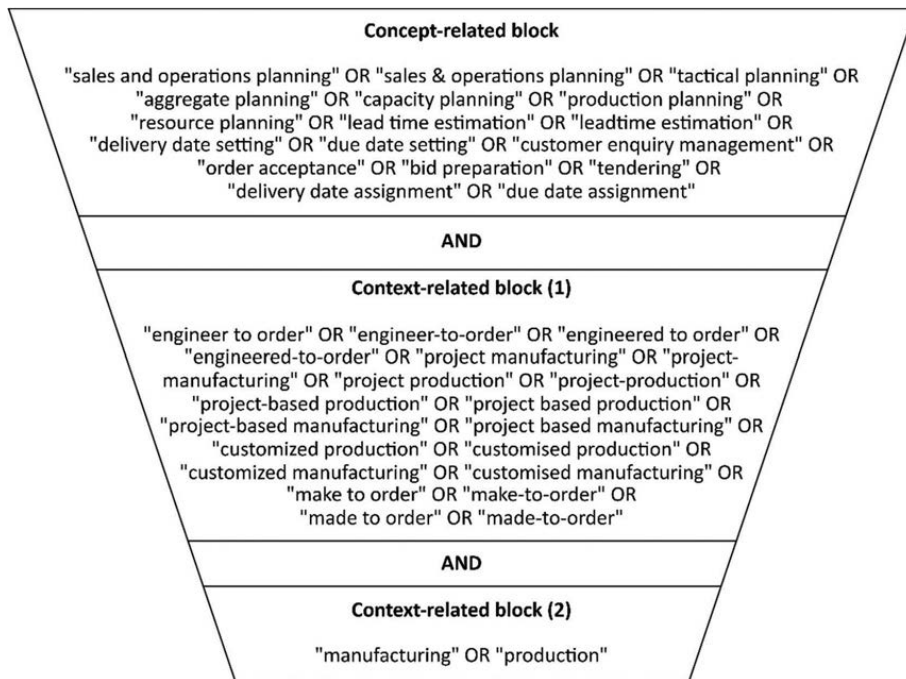 Concept-related block
"sales and operations planning" OR "sales & operations planning" OR "tactical planning" OR
"aggregate planning" OR "capacity planning" OR "production planning" OR
"resource planning" OR "lead time estimation" OR "leadtime estimation" OR
"delivery date setting" OR "due date setting" OR "customer enquiry management" OR
"order acceptance" OR "bid preparation" OR "tendering" OR
"delivery date assignment" OR "due date assignment"
AND
Context-related block (1)
"engineer to order" OR "engineer-to-order" OR "engineered to order" OR
"engineered-to-order" OR "project manufacturing" OR "project-
manufacturing" OR "project production" OR "project-production" OR
"project-based production" OR "project based production" OR
"project-based manufacturing" OR "project based manufacturing" OR
"customized production" OR "customised production" OR
"customized manufacturing" OR "customised manufacturing" OR
"make to order" OR "make-to-order" OR
"made to order" OR "made-to-order"
AND
Context-related block (2)
"manufacturing" OR "production"